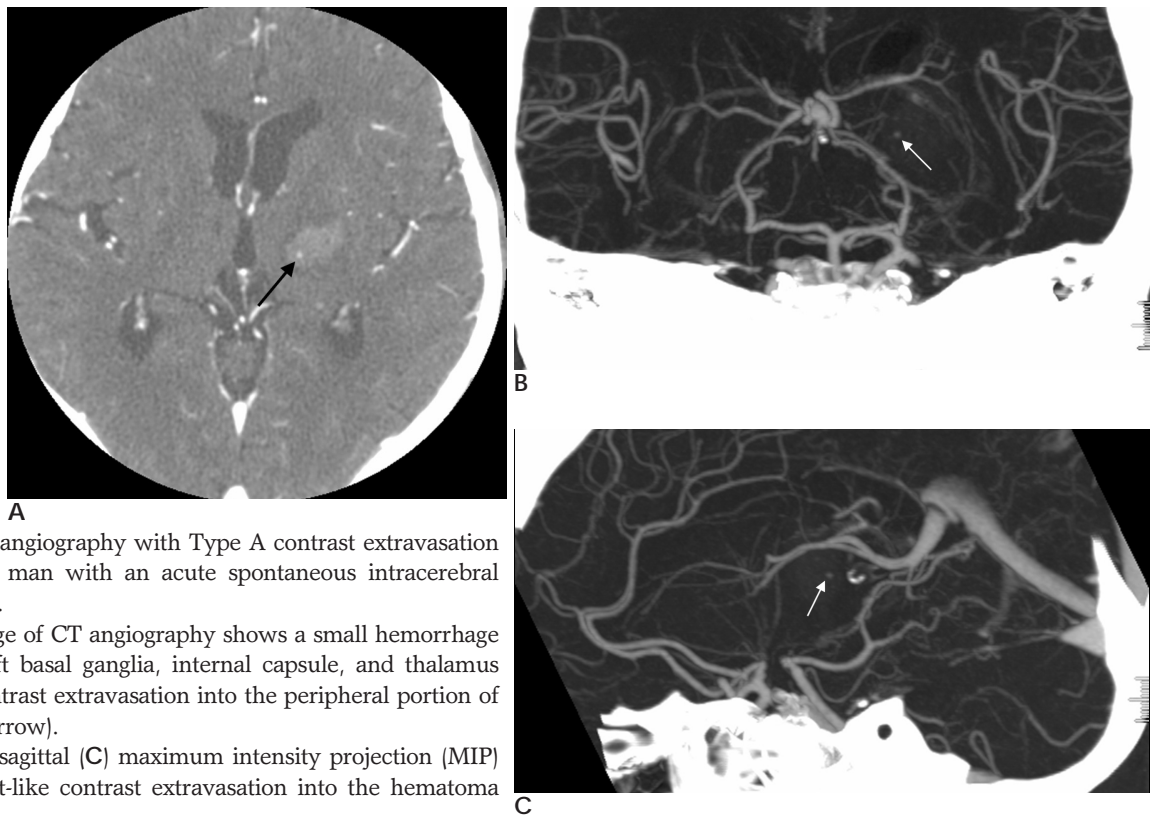 A
B
angiography with Type A contrast extravasation
man with an acute spontaneous intracerebral
.
ge of CT angiography shows a small hemorrhage
ft basal ganglia, internal capsule, and thalamus
ntrast extravasation into the peripheral portion of
rrow).
sagittal (C) maximum intensity projection (MIP)
t-like contrast extravasation into the hematoma
C